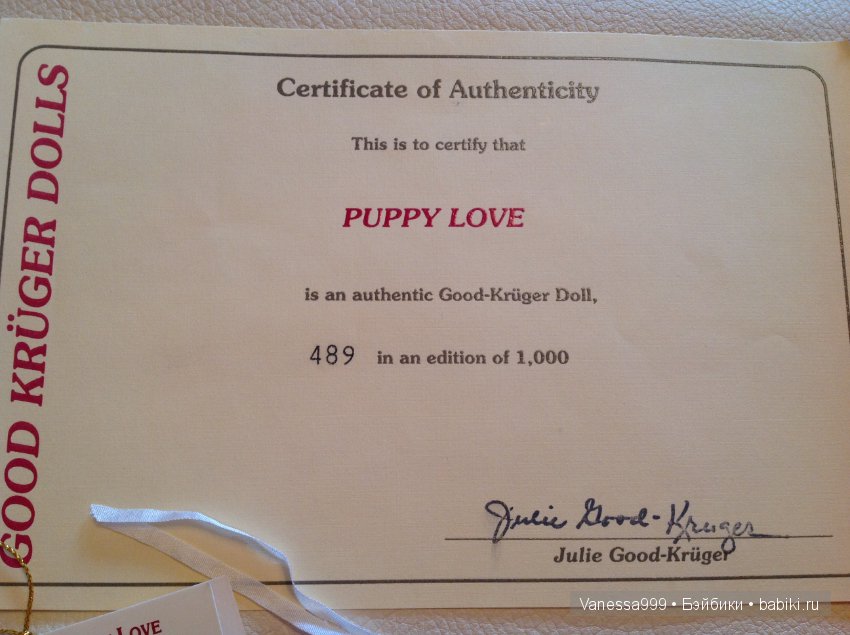 GOOD KRÜGER DOLLS
Certificate of Authenticity
This is to certify that
PUPPY LOVE
is an authentic Good-Krüger Doll,
489 in an edition of 1,000
Julie Good-Krüger
Julie Good-Krüger
LOVE
Vanessa999 • Бэйбики • babiki.ru